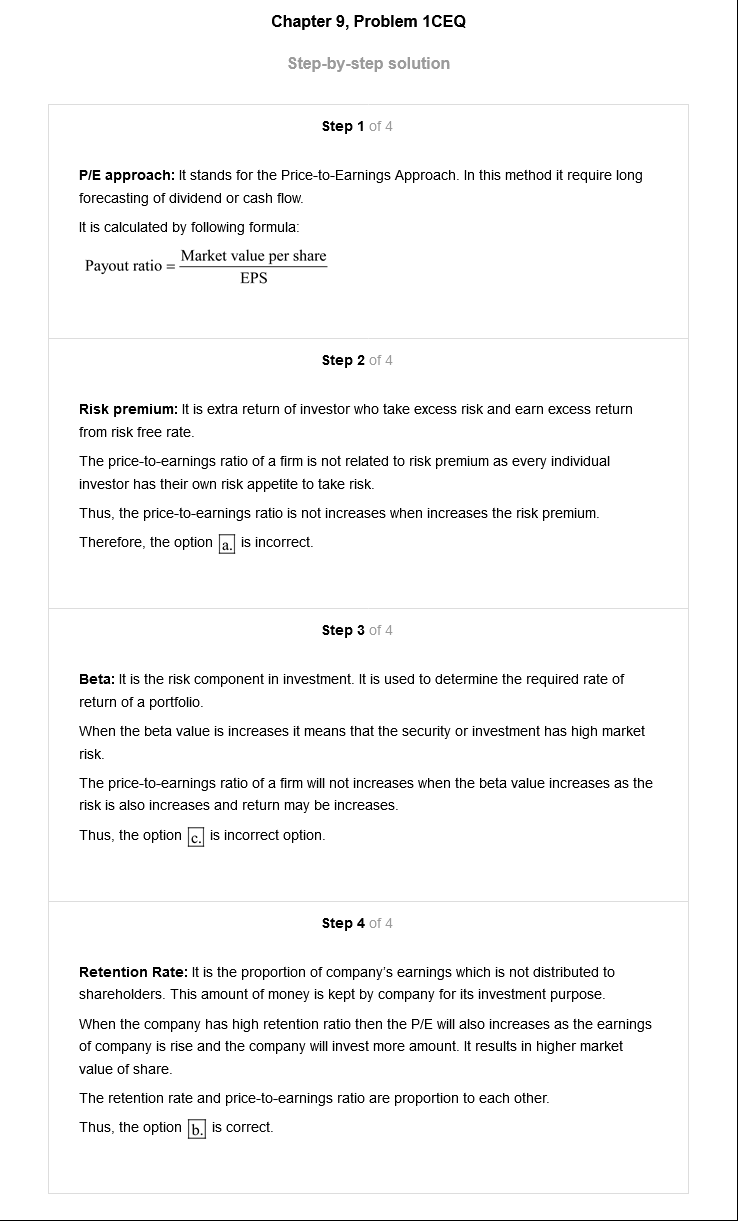 Chapter 9, Problem 1CEQ
Step-by-step solution
Step 1 of 4
P/E approach: It stands for the Price-to-Earnings Approach. In this method it require long
forecasting of dividend or cash flow.
It is calculated by following formula:
Payout ratio = Market value per share / EPS
Step 2 of 4
Risk premium: It is extra return of investor who take excess risk and earn excess return
from risk free rate.
The price-to-earnings ratio of a firm is not related to risk premium as every individual
investor has their own risk appetite to take risk.
Thus, the price-to-earnings ratio is not increases when increases the risk premium.
Therefore, the option a. is incorrect.
Step 3 of 4
Beta: It is the risk component in investment. It is used to determine the required rate of
return of a portfolio.
When the beta value is increases it means that the security or investment has high market
risk.
The price-to-earnings ratio of a firm will not increases when the beta value increases as the
risk is also increases and return may be increases.
Thus, the option c. is incorrect option.
Step 4 of 4
Retention Rate: It is the proportion of company's earnings which is not distributed to
shareholders. This amount of money is kept by company for its investment purpose.
When the company has high retention ratio then the P/E will also increases as the earnings
of company is rise and the company will invest more amount. It results in higher market
value of share.
The retention rate and price-to-earnings ratio are proportion to each other.
Thus, the option b. is correct.